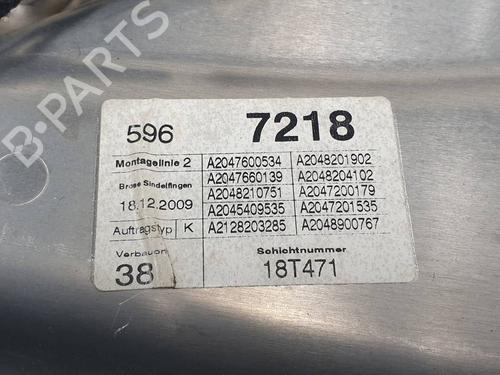 B-PARTS
596 7218
Montagelinie 2 A2047600534 A2048201902
A2047660139 A2048204102
Brose Sindelfingen A2048210751 A2047200179
18.12.2009 A2045409535 A2047201535
Auftragstyp K A2128203285 A2048900767
Verbauort Schichtnummer
38 18T471